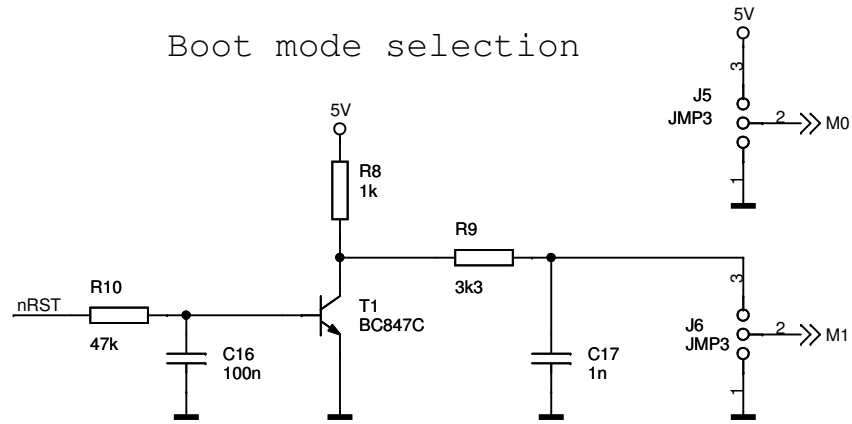 Boot mode selection
5V
3
J5
JMP3
2
M0
1
5V
R8
1k
R9
3k3
3
R10
nRST
47k
T1
BC847C
C16
100n
C17
1n
J6
JMP3
2
M1
1